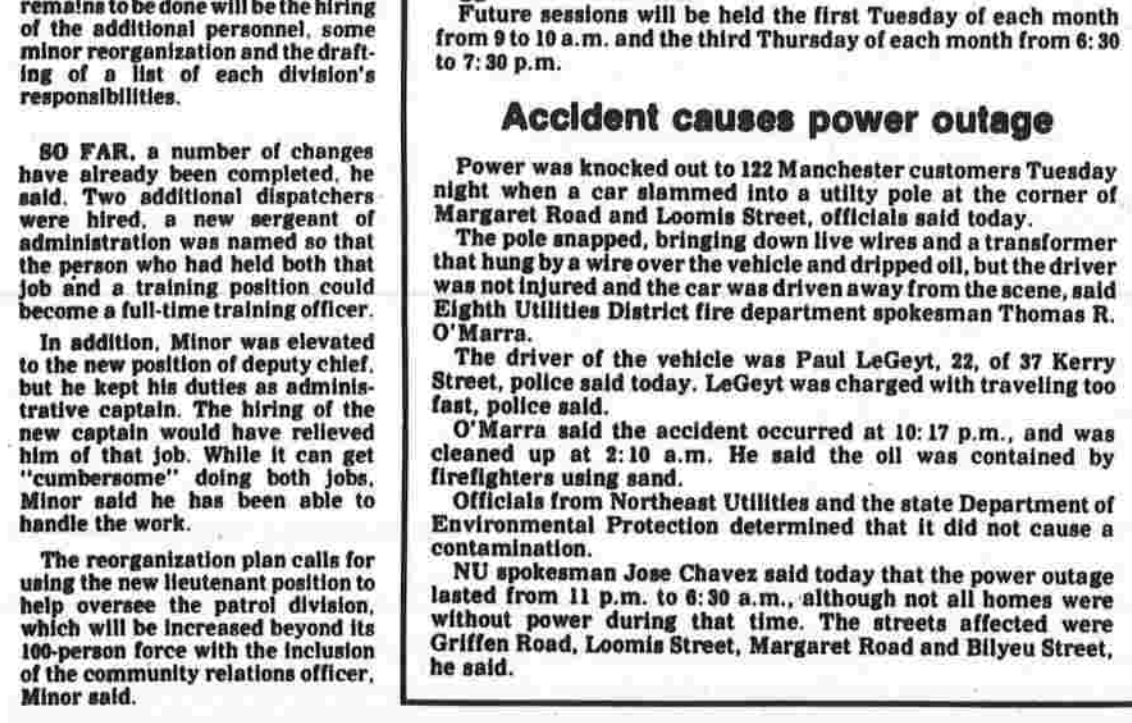 remains to be done will be the hiring
of the additional personnel, some
minor reorganization and the draft-
ing of a list of each division's
responsibilities.
SO FAR, a number of changes
have already been completed, he
said. Two additional dispatchers
were hired, a new sergeant of
administration was named so that
the person who had held both that
job and a training position could
become a full-time training officer.
In addition, Minor was elevated
to the new position of deputy chief,
but he kept his duties as adminis-
trative captain. The hiring of the
new captain would have relieved
him of that job. While it can get
"cumbersome" doing both jobs,
Minor said he has been able to
handle the work.
The reorganization plan calls for
using the new lieutenant position to
help oversee the patrol division,
which will be increased beyond its
100-person force with the inclusion
of the community relations officer,
Minor said.
Future sessions will be held the first Tuesday of each month
from 9 to 10 a.m. and the third Thursday of each month from 6:30
to 7:30 p.m.
Accident causes power outage
Power was knocked out to 122 Manchester customers Tuesday
night when a car slammed into a utilty pole at the corner of
Margaret Road and Loomis Street, officials said today.
The pole snapped, bringing down live wires and a transformer
that hung by a wire over the vehicle and dripped oil, but the driver
was not injured and the car was driven away from the scene, said
Eighth Utilities District fire department spokesman Thomas R.
O'Marra.
The driver of the vehicle was Paul LeGeyt, 22, of 37 Kerry
Street, police said today. LeGeyt was charged with traveling too
fast, police said.
O'Marra said the accident occurred at 10:17 p.m., and was
cleaned up at 2:10 a.m. He said the oil was contained by
firefighters using sand.
Officials from Northeast Utilities and the state Department of
Environmental Protection determined that it did not cause a
contamination.
NU spokesman Jose Chavez said today that the power outage
lasted from 11 p.m. to 6:30 a.m., although not all homes were
without power during that time. The streets affected were
Griffen Road, Loomis Street, Margaret Road and Bilyeu Street,
he said.